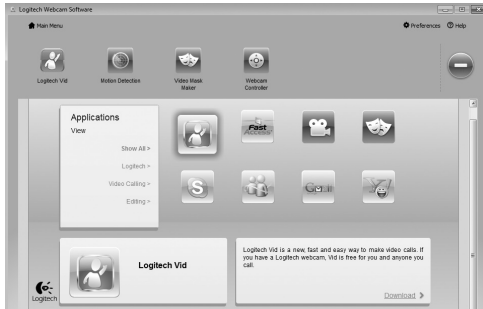 Logitech Webcam Software
Main Menu
Preferences
Help
Logitech Vid
Motion Detection
Video Mask
Maker
Webcam
Controller
Applications
View
Show All >
Logitech >
Video Calling >
Editing >
Fast
Access
S
Gmail
Y!
Logitech Vid
Logitech Vid is a new, fast and easy way to make video calls. If
you have a Logitech webcam, Vid is free for you and anyone you
call.
Download
Logitech